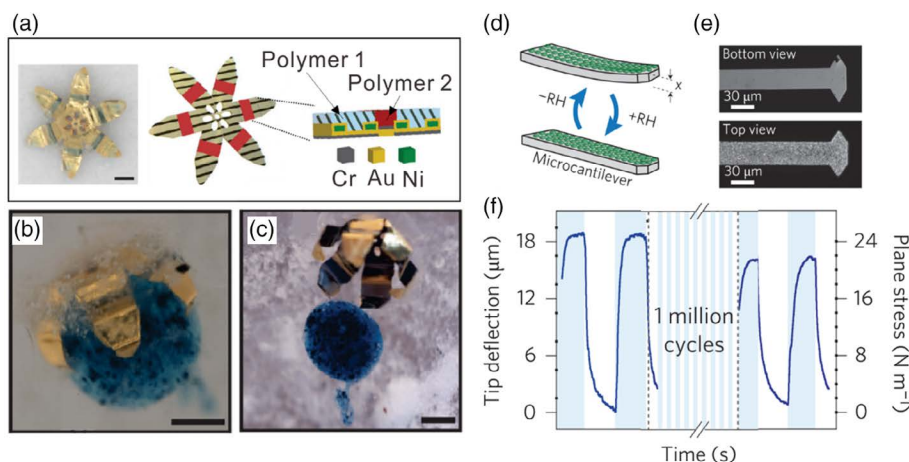 (a)
Polymer 1
Polymer 2
Cr Au Ni
(b)
(c)
(d)
x
−RH
+RH
Microcantilever
(e)
Bottom view
30 µm
Top view
30 µm
(f)
Tip deflection (µm)
18
12
6
0
1 million
cycles
24
16
8
0
Plane stress (N m⁻¹)
Time (s)